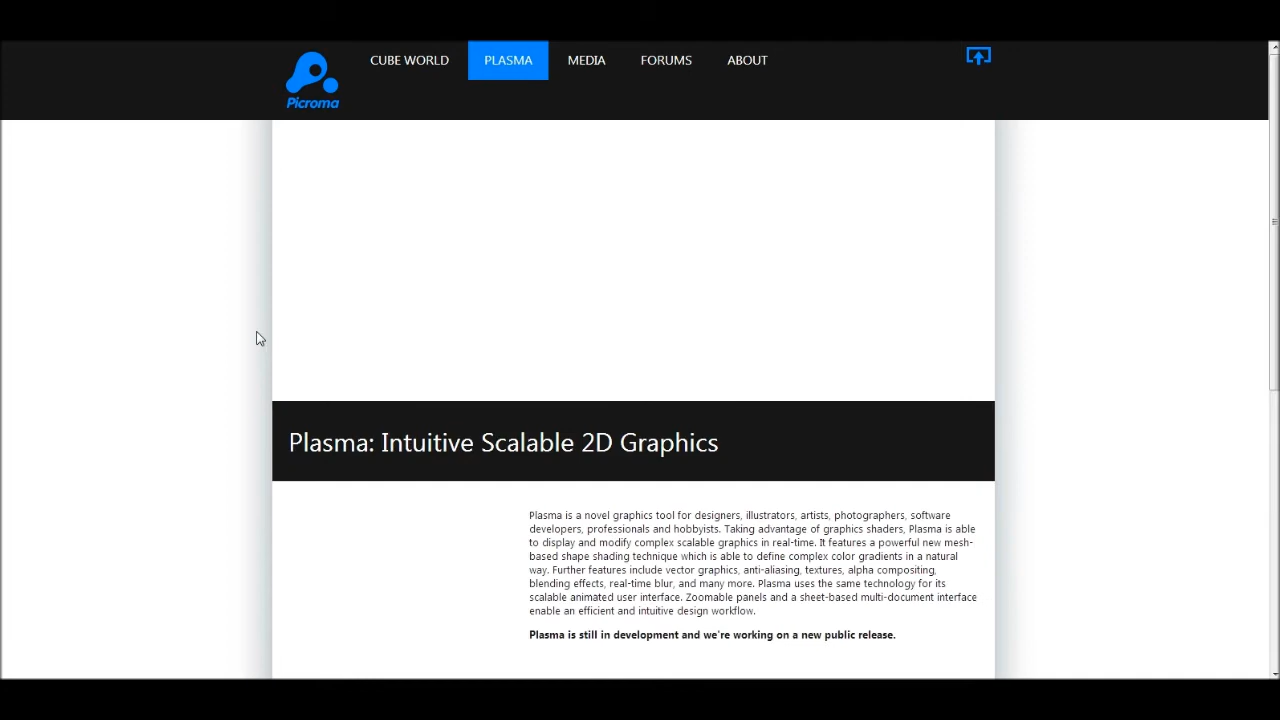 CUBE WORLD PLASMA MEDIA FORUMS ABOUT
Picroma
Plasma: Intuitive Scalable 2D Graphics
Plasma is a novel graphics tool for designers, illustrators, artists, photographers, software
developers, professionals and hobbyists. Taking advantage of graphics shaders, Plasma is able
to display and modify complex scalable graphics in real-time. It features a powerful new mesh-
based shape shading technique which is able to define complex color gradients in a natural
way. Further features include vector graphics, anti-aliasing, textures, alpha compositing,
blending effects, real-time blur, and many more. Plasma uses the same technology for its
scalable animated user interface. Zoomable panels and a sheet-based multi-document interface
enable an efficient and intuitive design workflow.
Plasma is still in development and we're working on a new public release.